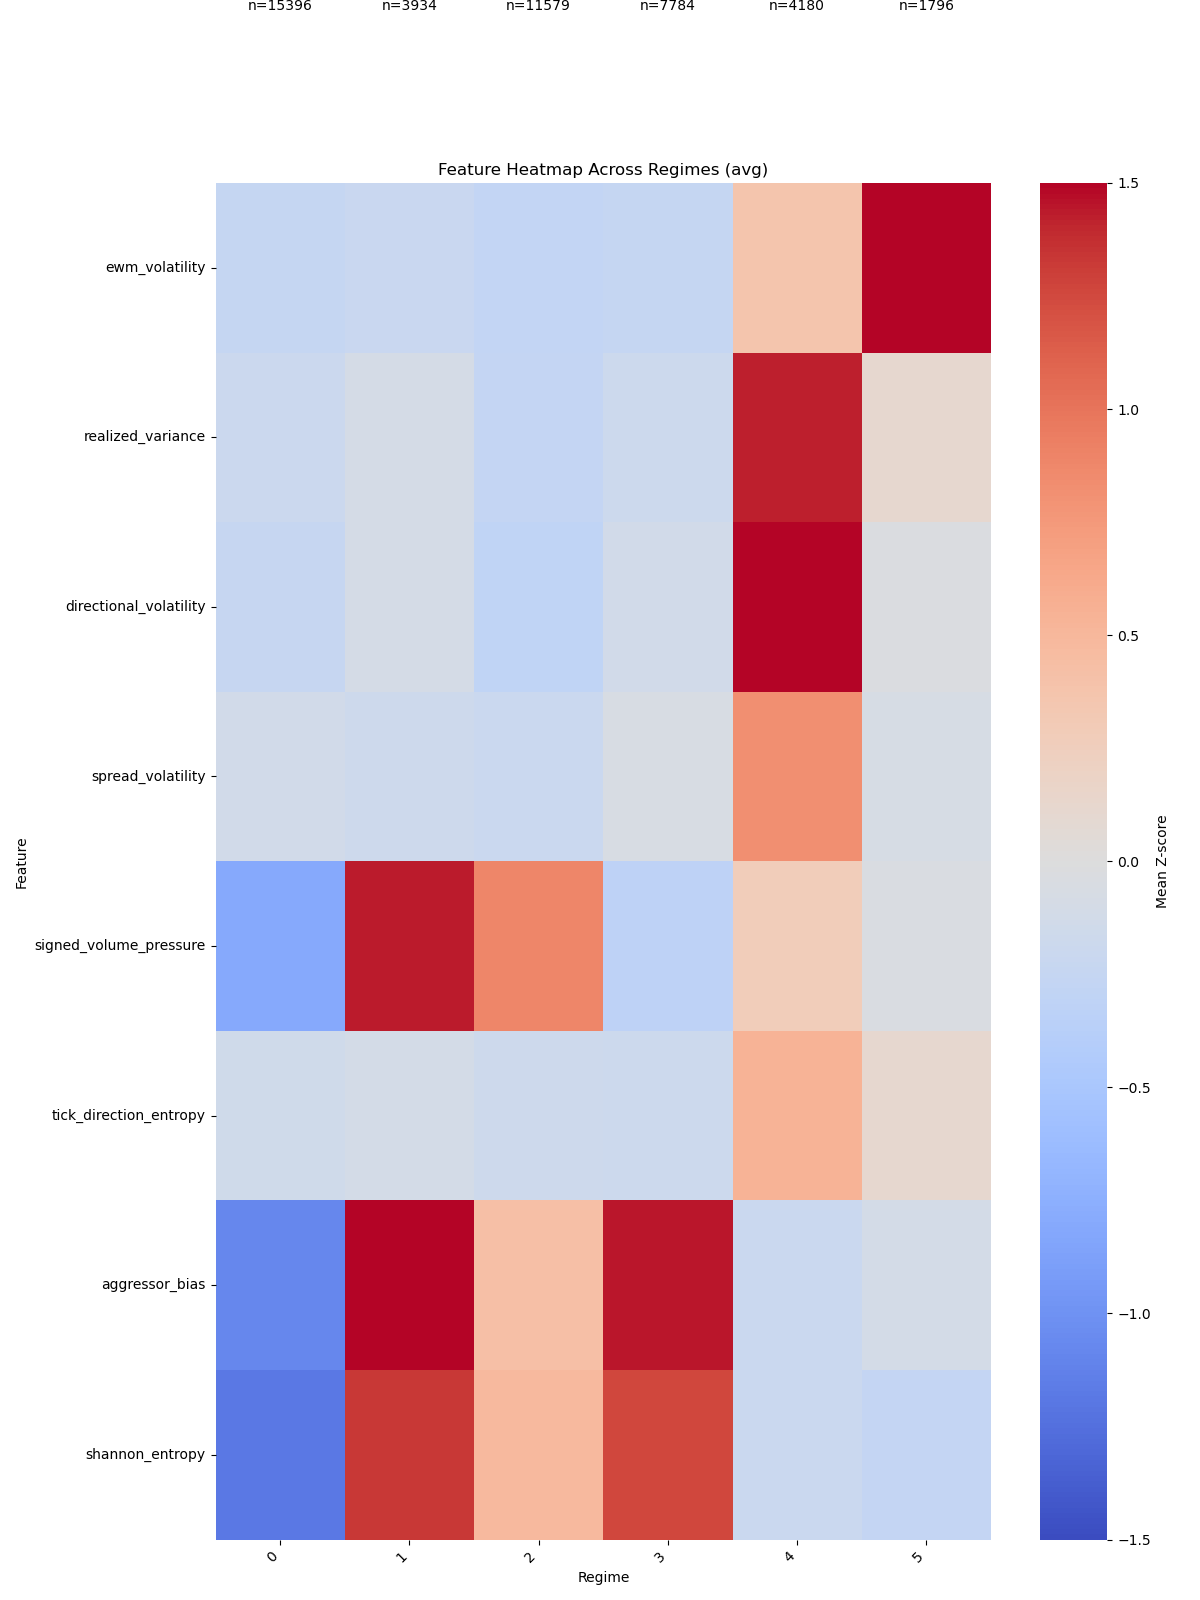 n=15396 n=3934 n=11579 n=7784 n=4180 n=1796
Feature Heatmap Across Regimes (avg)
ewm_volatility
realized_variance
directional_volatility
spread_volatility
signed_volume_pressure
tick_direction_entropy
aggressor_bias
shannon_entropy
Feature
0 1 2 3 4 5
Regime
1.5
1.0
0.5
0.0
−0.5
−1.0
−1.5
Mean Z-score